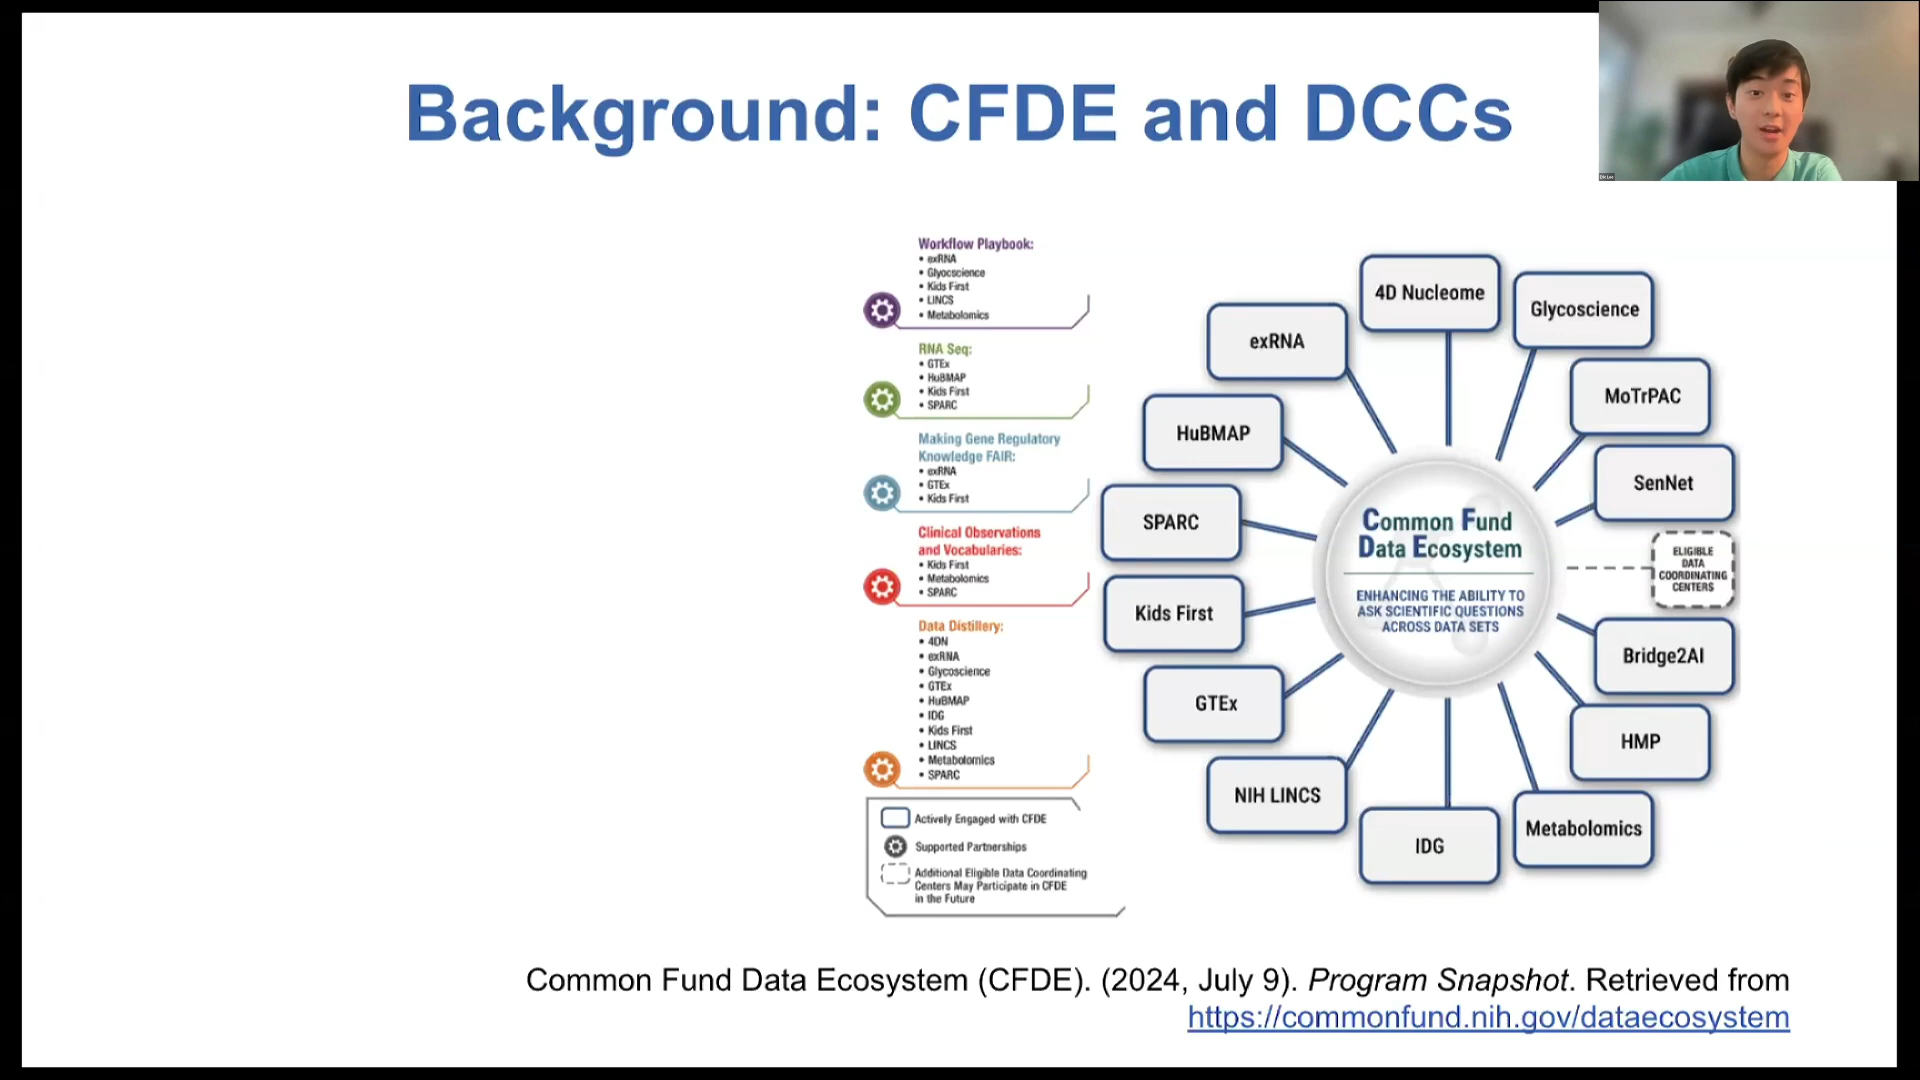 Background: CFDE and DCCs
Workflow Playbook:
• exRNA
• Glyocscience
• Kids First
• LINCS
• Metabolomics
RNA Seq:
• GTEx
• HuBMAP
• Kids First
• SPARC
Making Gene Regulatory
Knowledge FAIR:
• exRNA
• GTEx
• Kids First
Clinical Observations
and Vocabularies:
• Kids First
• Metabolomics
• SPARC
Data Distillery:
• 4DN
• exRNA
• Glycoscience
• GTEx
• HuBMAP
• IDG
• Kids First
• LINCS
• Metabolomics
• SPARC
Actively Engaged with CFDE
Supported Partnerships
Additional Eligible Data Coordinating
Centers May Participate in CFDE
in the Future
4D Nucleome
Glycoscience
exRNA
MoTrPAC
HuBMAP
SenNet
SPARC
Common Fund
Data Ecosystem
ENHANCING THE ABILITY TO
ASK SCIENTIFIC QUESTIONS
ACROSS DATA SETS
ELIGIBLE
DATA
COORDINATING
CENTERS
Kids First
Bridge2AI
GTEx
HMP
NIH LINCS
Metabolomics
IDG
Common Fund Data Ecosystem (CFDE). (2024, July 9). Program Snapshot. Retrieved from
https://commonfund.nih.gov/dataecosystem